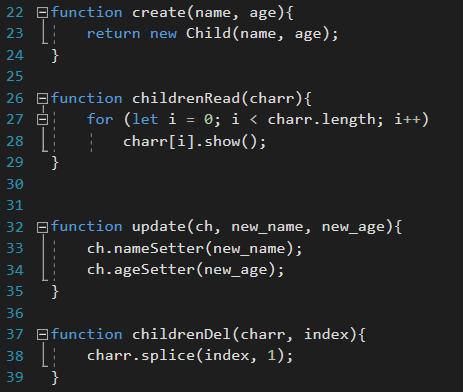 22 function create(name, age){
23 return new Child(name, age);
24 }
25
26 function childrenRead(charr){
27 for (let i = 0; i < charr.length; i++)
28 charr[i].show();
29 }
30
31
32 function update(ch, new_name, new_age){
33 ch.nameSetter(new_name);
34 ch.ageSetter(new_age);
35 }
36
37 function childrenDel(charr, index){
38 charr.splice(index, 1);
39 }